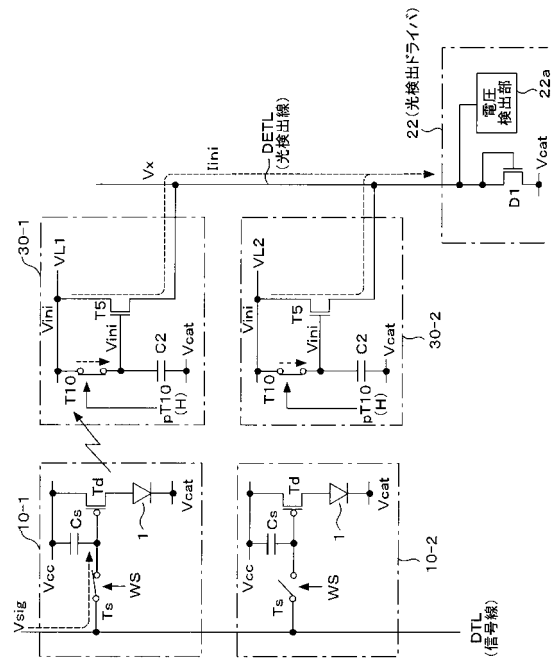 Vsig
10-1
Vcc
Cs
Td
Ts
WS
1
Vcat
10-2
Vcc
Cs
Td
Ts
WS
1
Vcat
DTL
(信号線)
30-1
VL1
Vini
T10
T5
Vini
C2
pT10
(H)
Vcat
30-2
VL2
Vini
T10
T5
Vini
C2
pT10
(H)
Vcat
Vx
Iini
DETL
(光検出線)
22(光検出ドライバ)
電圧
検出部
22a
D1
Vcat